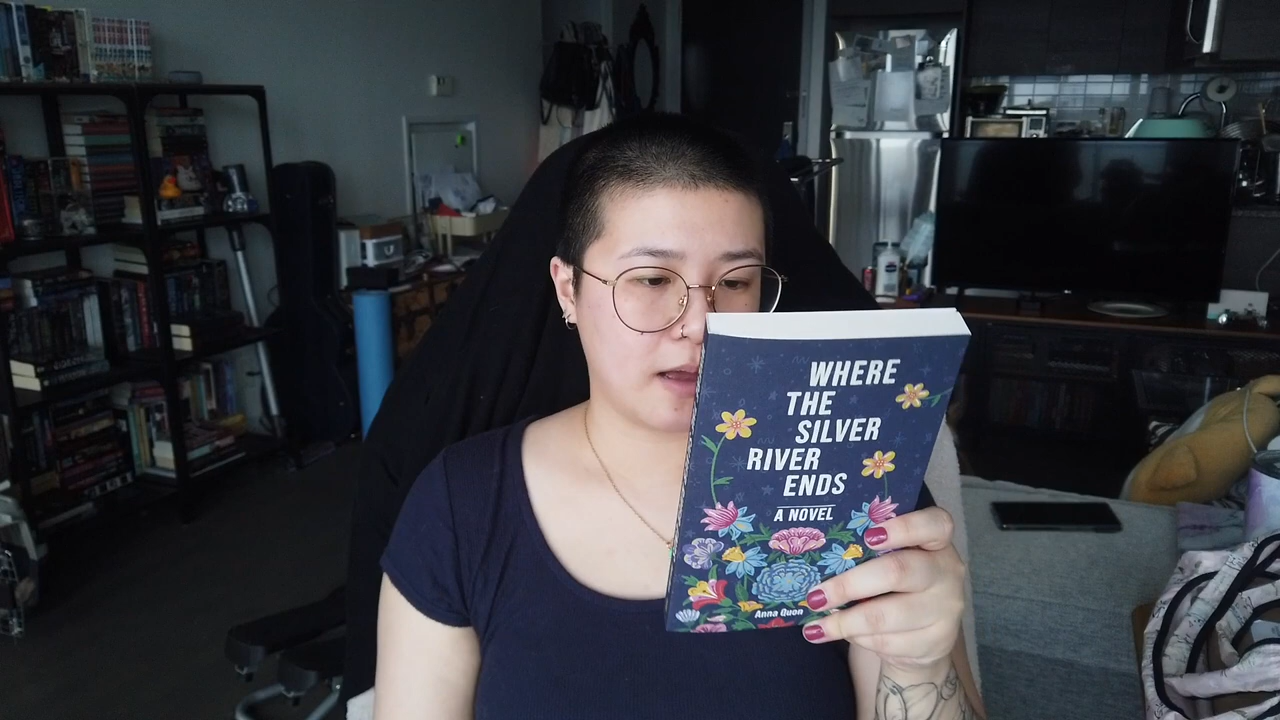 WHERE
THE
SILVER
RIVER
ENDS
A NOVEL
Anna Quon